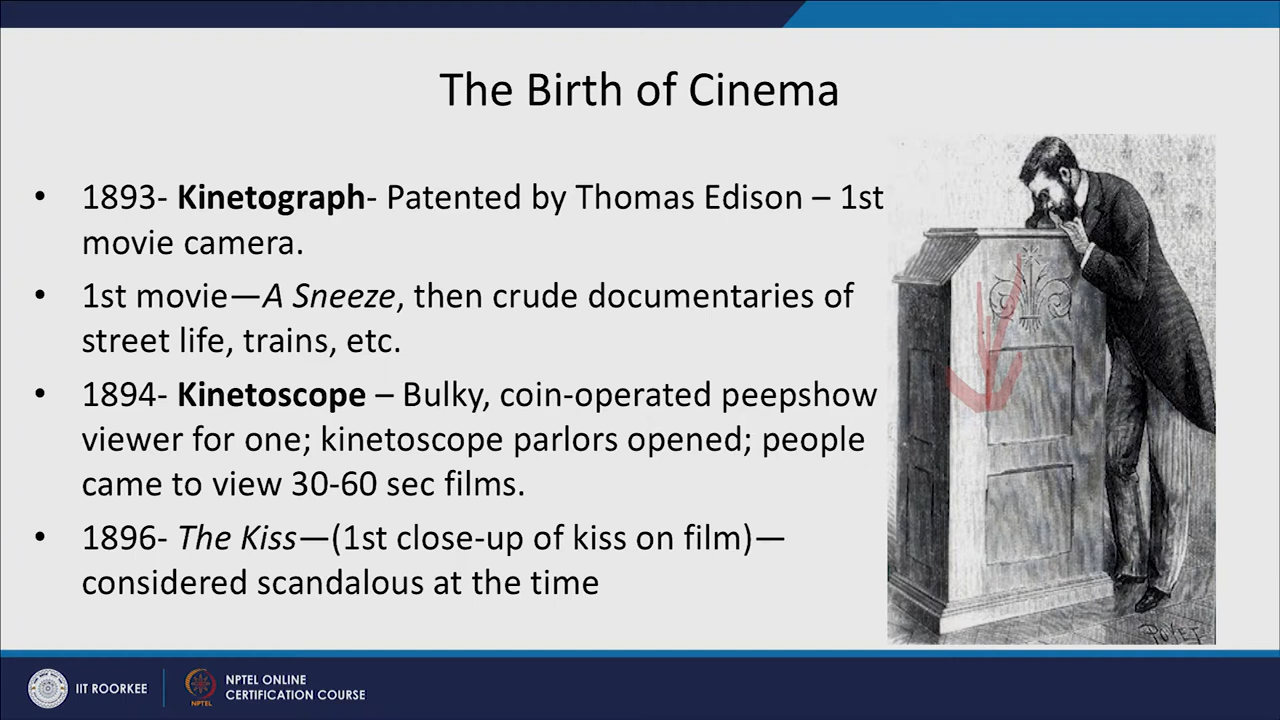 The Birth of Cinema
• 1893- Kinetograph- Patented by Thomas Edison – 1st
movie camera.
• 1st movie—A Sneeze, then crude documentaries of
street life, trains, etc.
• 1894- Kinetoscope – Bulky, coin-operated peepshow
viewer for one; kinetoscope parlors opened; people
came to view 30-60 sec films.
• 1896- The Kiss—(1st close-up of kiss on film)—
considered scandalous at the time
POYET
IIT ROORKEE
NPTEL
NPTEL ONLINE
CERTIFICATION COURSE